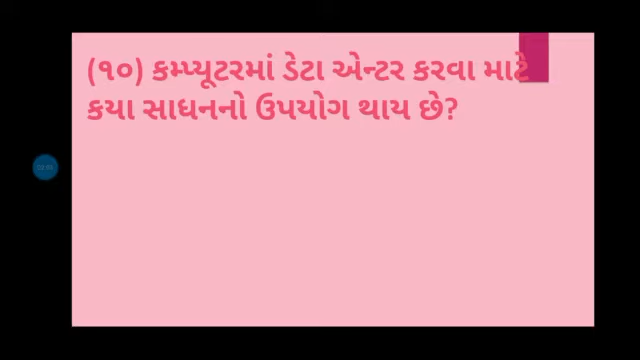 (૧૦) કમ્પ્યૂટરમાં ડેટા એન્ટર કરવા માટે
કયા સાધનનો ઉપયોગ થાય છે?